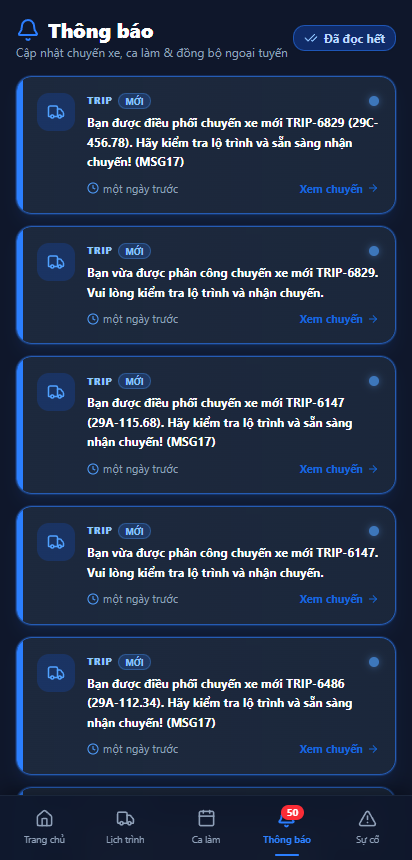 Thông báo
Cập nhật chuyến xe, ca làm & đồng bộ ngoại tuyến
Đã đọc hết
TRIP MỚI
Bạn được điều phối chuyến xe mới TRIP-6829 (29C-
456.78). Hãy kiểm tra lộ trình và sẵn sàng nhận
chuyến! (MSG17)
một ngày trước
Xem chuyến
TRIP MỚI
Bạn vừa được phân công chuyến xe mới TRIP-6829.
Vui lòng kiểm tra lộ trình và nhận chuyến.
một ngày trước
Xem chuyến
TRIP MỚI
Bạn được điều phối chuyến xe mới TRIP-6147
(29A-115.68). Hãy kiểm tra lộ trình và sẵn sàng
nhận chuyến! (MSG17)
một ngày trước
Xem chuyến
TRIP MỚI
Bạn vừa được phân công chuyến xe mới TRIP-6147.
Vui lòng kiểm tra lộ trình và nhận chuyến.
một ngày trước
Xem chuyến
TRIP MỚI
Bạn được điều phối chuyến xe mới TRIP-6486
(29A-112.34). Hãy kiểm tra lộ trình và sẵn sàng
nhận chuyến! (MSG17)
một ngày trước
Xem chuyến
50
Trang chủ
Lịch trình
Ca làm
Thông báo
Sự cố